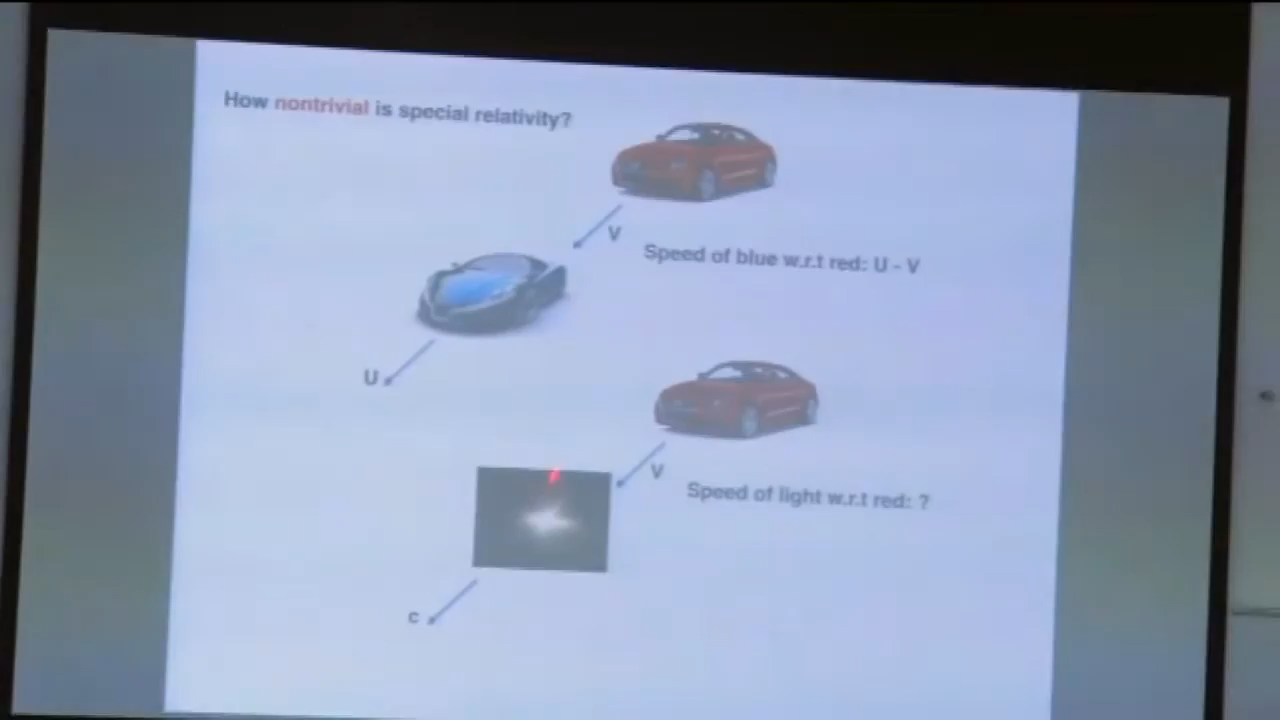 How nontrivial is special relativity?
V
Speed of blue w.r.t red: U - V
U
V
Speed of light w.r.t red: ?
c